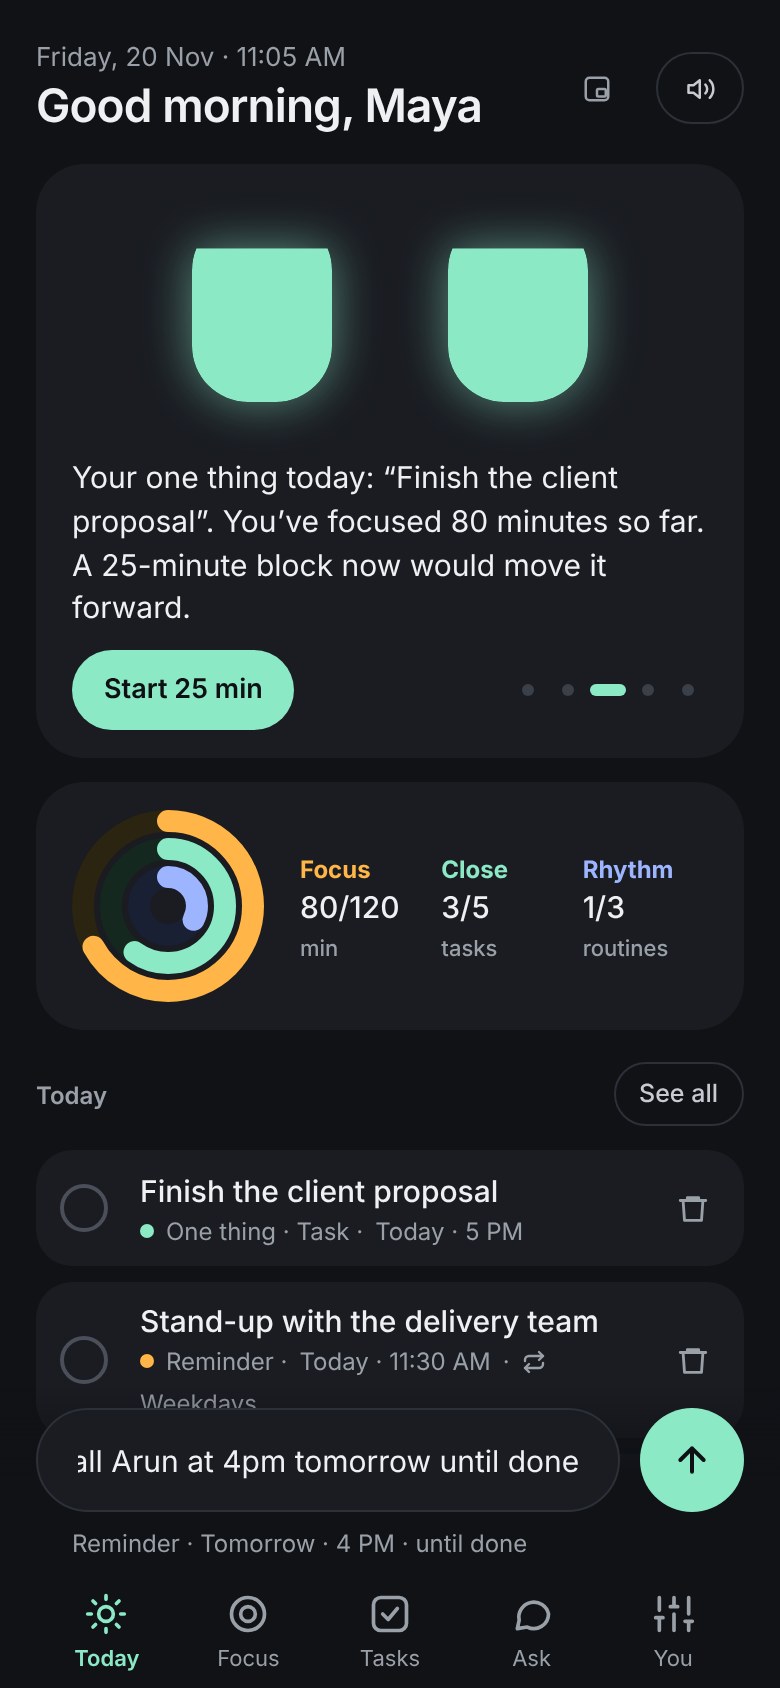 Friday, 20 Nov · 11:05 AM
Good morning, Maya
Your one thing today: “Finish the client
proposal”. You’ve focused 80 minutes so far.
A 25-minute block now would move it
forward.
Start 25 min
Focus
80/120
min
Close
3/5
tasks
Rhythm
1/3
routines
Today
See all
Finish the client proposal
One thing · Task · Today · 5 PM
Stand-up with the delivery team
Reminder · Today · 11:30 AM ·
Weekdays
all Arun at 4pm tomorrow until done
Reminder · Tomorrow · 4 PM · until done
Today
Focus
Tasks
Ask
You